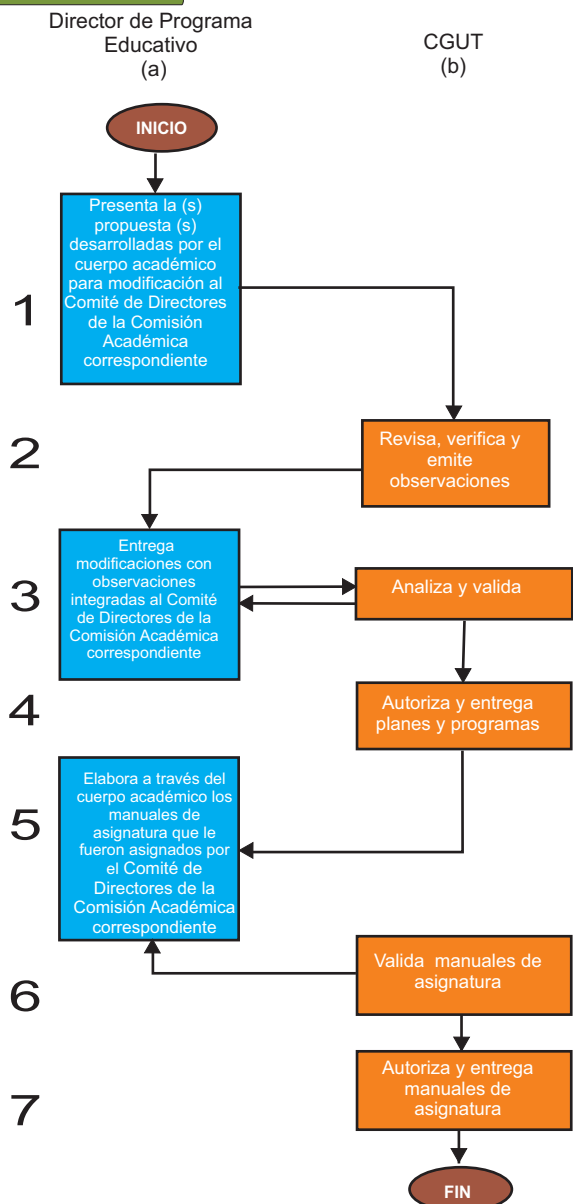 Director de Programa
Educativo
(a)
CGUT
(b)
INICIO
1
Presenta la (s)
propuesta (s)
desarrolladas por el
cuerpo académico
para modificación al
Comité de Directores
de la Comisión
Académica
correspondiente
2
Revisa, verifica y
emite
observaciones
3
Entrega
modificaciones con
observaciones
integradas al Comité
de Directores de la
Comisión Académica
correspondiente
Analiza y valida
4
Autoriza y entrega
planes y programas
5
Elabora a través del
cuerpo académico los
manuales de
asignatura que le
fueron asignados por
el Comité de
Directores de la
Comisión Académica
correspondiente
6
Valida manuales de
asignatura
7
Autoriza y entrega
manuales de
asignatura
FIN